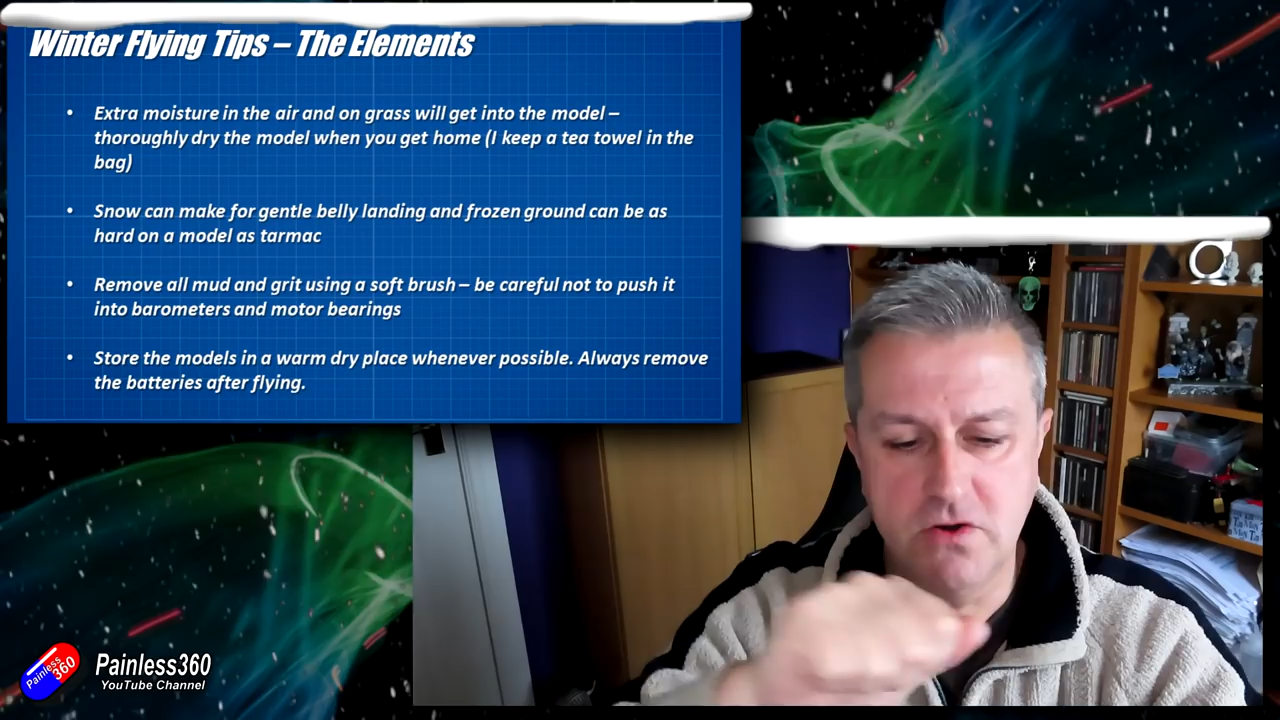 Winter Flying Tips – The Elements
• Extra moisture in the air and on grass will get into the model –
thoroughly dry the model when you get home (I keep a tea towel in the
bag)
• Snow can make for gentle belly landing and frozen ground can be as
hard on a model as tarmac
• Remove all mud and grit using a soft brush – be careful not to push it
into barometers and motor bearings
• Store the models in a warm dry place whenever possible. Always remove
the batteries after flying.
Painless
360
Painless360
YouTube Channel